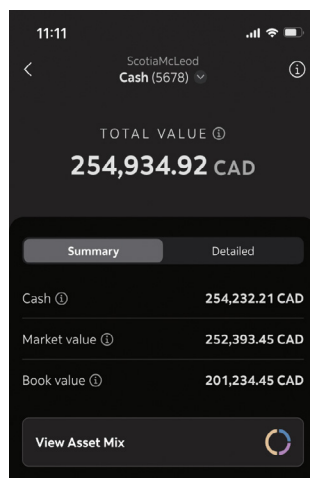 11:11
ScotiaMcLeod
Cash (5678)
TOTAL VALUE
254,934.92 CAD
Summary Detailed
Cash 254,232.21 CAD
Market value 252,393.45 CAD
Book value 201,234.45 CAD
View Asset Mix